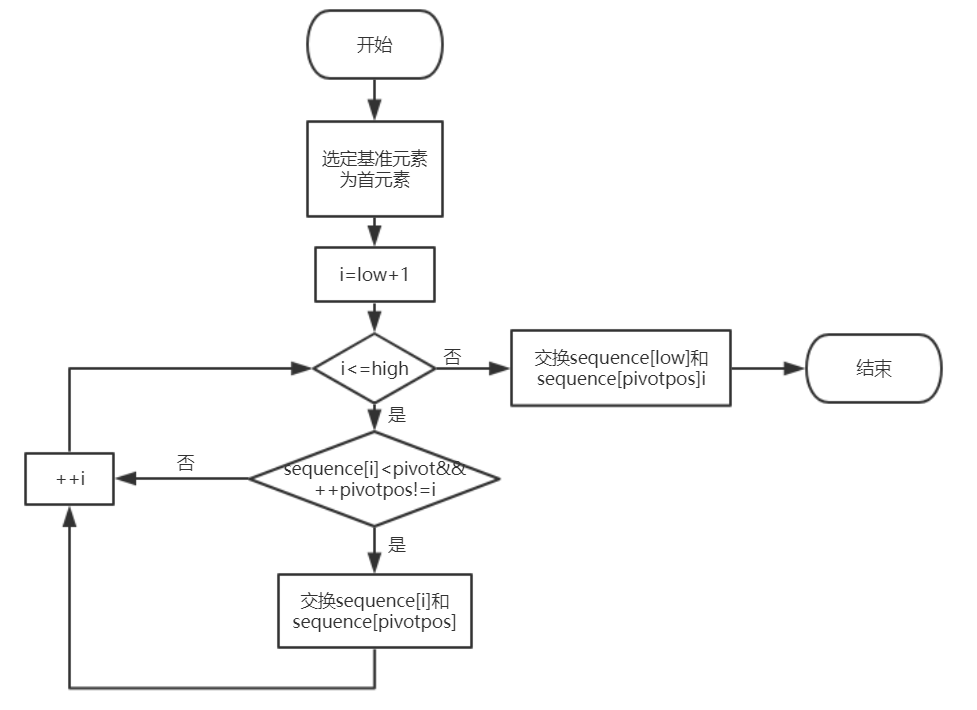 开始
选定基准元素
为首元素
i=low+1
i<=high
否
交换sequence[low]和
sequence[pivotpos]i
结束
是
sequence[i]<pivot&&
++pivotpos!=i
否
++i
是
交换sequence[i]和
sequence[pivotpos]